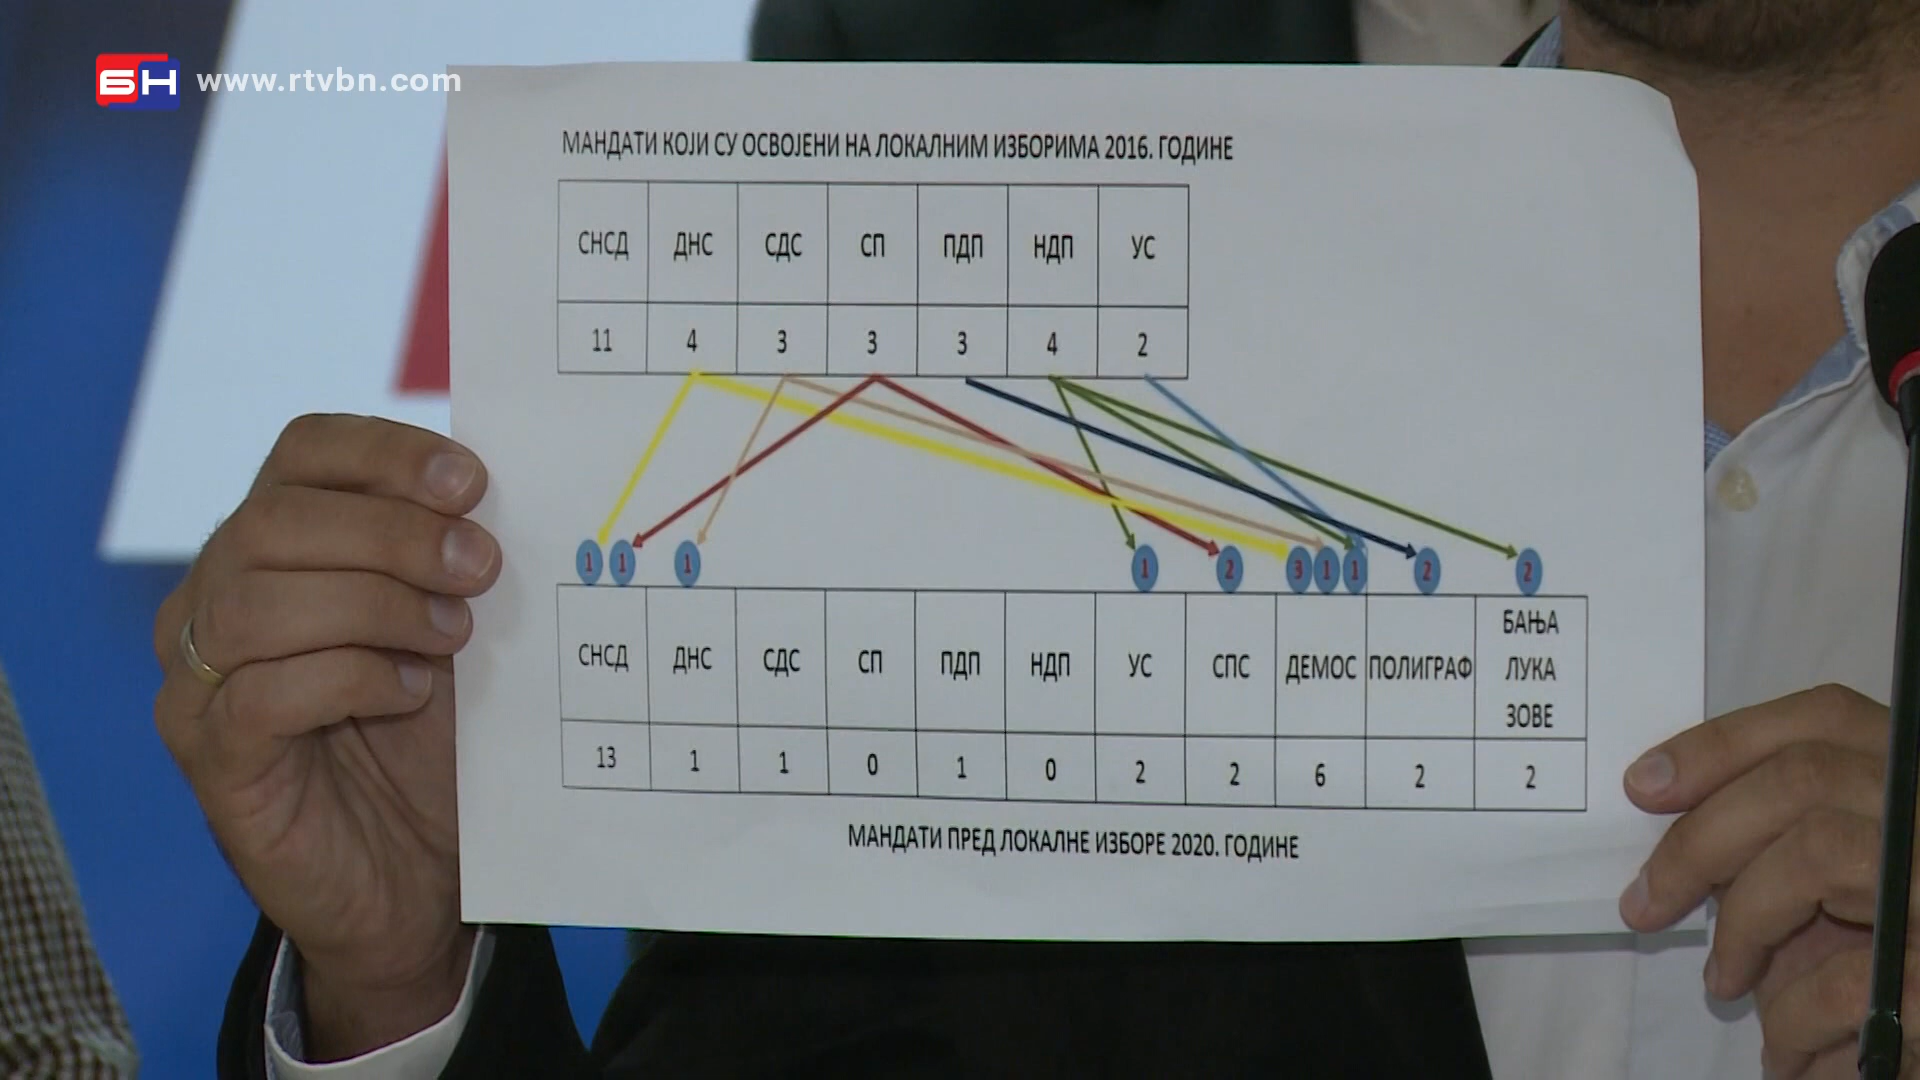 БН www.rtvbn.com
МАНДАТИ КОЈИ СУ ОСВОЈЕНИ НА ЛОКАЛНИМ ИЗБОРИМА 2016. ГОДИНЕ
СНСД ДНС СДС СП ПДП НДП УС
11 4 3 3 3 4 2
1 1 1 1 2 3 1 1 2 2
СНСД ДНС СДС СП ПДП НДП УС СПС ДЕМОС ПОЛИГРАФ БАЊА
ЛУКА
ЗОВЕ
13 1 1 0 1 0 2 2 6 2 2
МАНДАТИ ПРЕД ЛОКАЛНЕ ИЗБОРЕ 2020. ГОДИНЕ